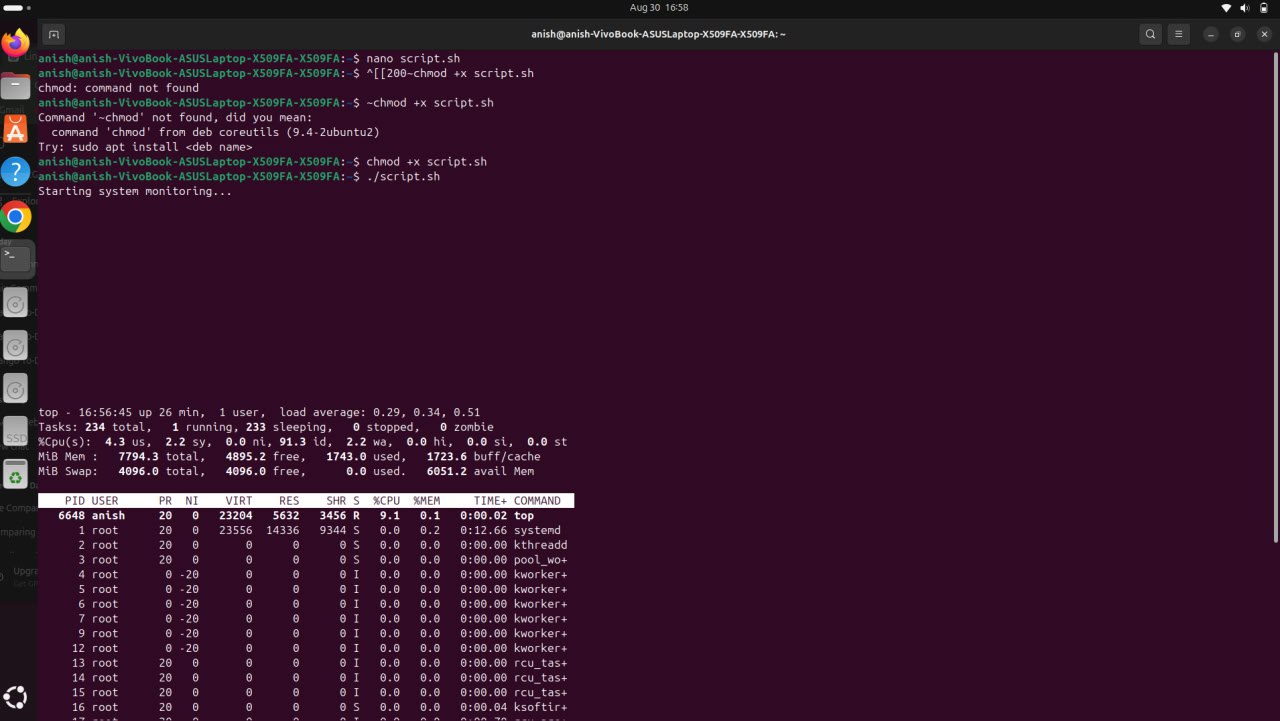 Aug 30 16:58
anish@anish-VivoBook-ASUSLaptop-X509FA-X509FA: ~
anish@anish-VivoBook-ASUSLaptop-X509FA-X509FA:~$ nano script.sh
anish@anish-VivoBook-ASUSLaptop-X509FA-X509FA:~$ ^[[200~chmod +x script.sh
chmod: command not found
anish@anish-VivoBook-ASUSLaptop-X509FA-X509FA:~$ ~chmod +x script.sh
Command '~chmod' not found, did you mean:
  command 'chmod' from deb coreutils (9.4-2ubuntu2)
Try: sudo apt install <deb name>
anish@anish-VivoBook-ASUSLaptop-X509FA-X509FA:~$ chmod +x script.sh
anish@anish-VivoBook-ASUSLaptop-X509FA-X509FA:~$ ./script.sh
Starting system monitoring...
top - 16:56:45 up 26 min,  1 user,  load average: 0.29, 0.34, 0.51
Tasks: 234 total,   1 running, 233 sleeping,   0 stopped,   0 zombie
%Cpu(s):  4.3 us,  2.2 sy,  0.0 ni, 91.3 id,  2.2 wa,  0.0 hi,  0.0 si,  0.0 st
MiB Mem :   7794.3 total,   4895.2 free,   1743.0 used,   1723.6 buff/cache
MiB Swap:   4096.0 total,   4096.0 free,      0.0 used.   6051.2 avail Mem
PID USER      PR  NI    VIRT    RES    SHR S  %CPU  %MEM     TIME+ COMMAND
6648 anish     20   0   23204   5632   3456 R   9.1   0.1   0:00.02 top
1 root      20   0   23556  14336   9344 S   0.0   0.2   0:12.66 systemd
2 root      20   0       0      0      0 S   0.0   0.0   0:00.00 kthreadd
3 root      20   0       0      0      0 S   0.0   0.0   0:00.00 pool_wo+
4 root       0 -20       0      0      0 I   0.0   0.0   0:00.00 kworker+
5 root       0 -20       0      0      0 I   0.0   0.0   0:00.00 kworker+
6 root       0 -20       0      0      0 I   0.0   0.0   0:00.00 kworker+
7 root       0 -20       0      0      0 I   0.0   0.0   0:00.00 kworker+
9 root       0 -20       0      0      0 I   0.0   0.0   0:00.00 kworker+
12 root       0 -20       0      0      0 I   0.0   0.0   0:00.00 kworker+
13 root      20   0       0      0      0 I   0.0   0.0   0:00.00 rcu_tas+
14 root      20   0       0      0      0 I   0.0   0.0   0:00.00 rcu_tas+
15 root      20   0       0      0      0 I   0.0   0.0   0:00.00 rcu_tas+
16 root      20   0       0      0      0 S   0.0   0.0   0:00.04 ksoftir+
SSD
Upgra